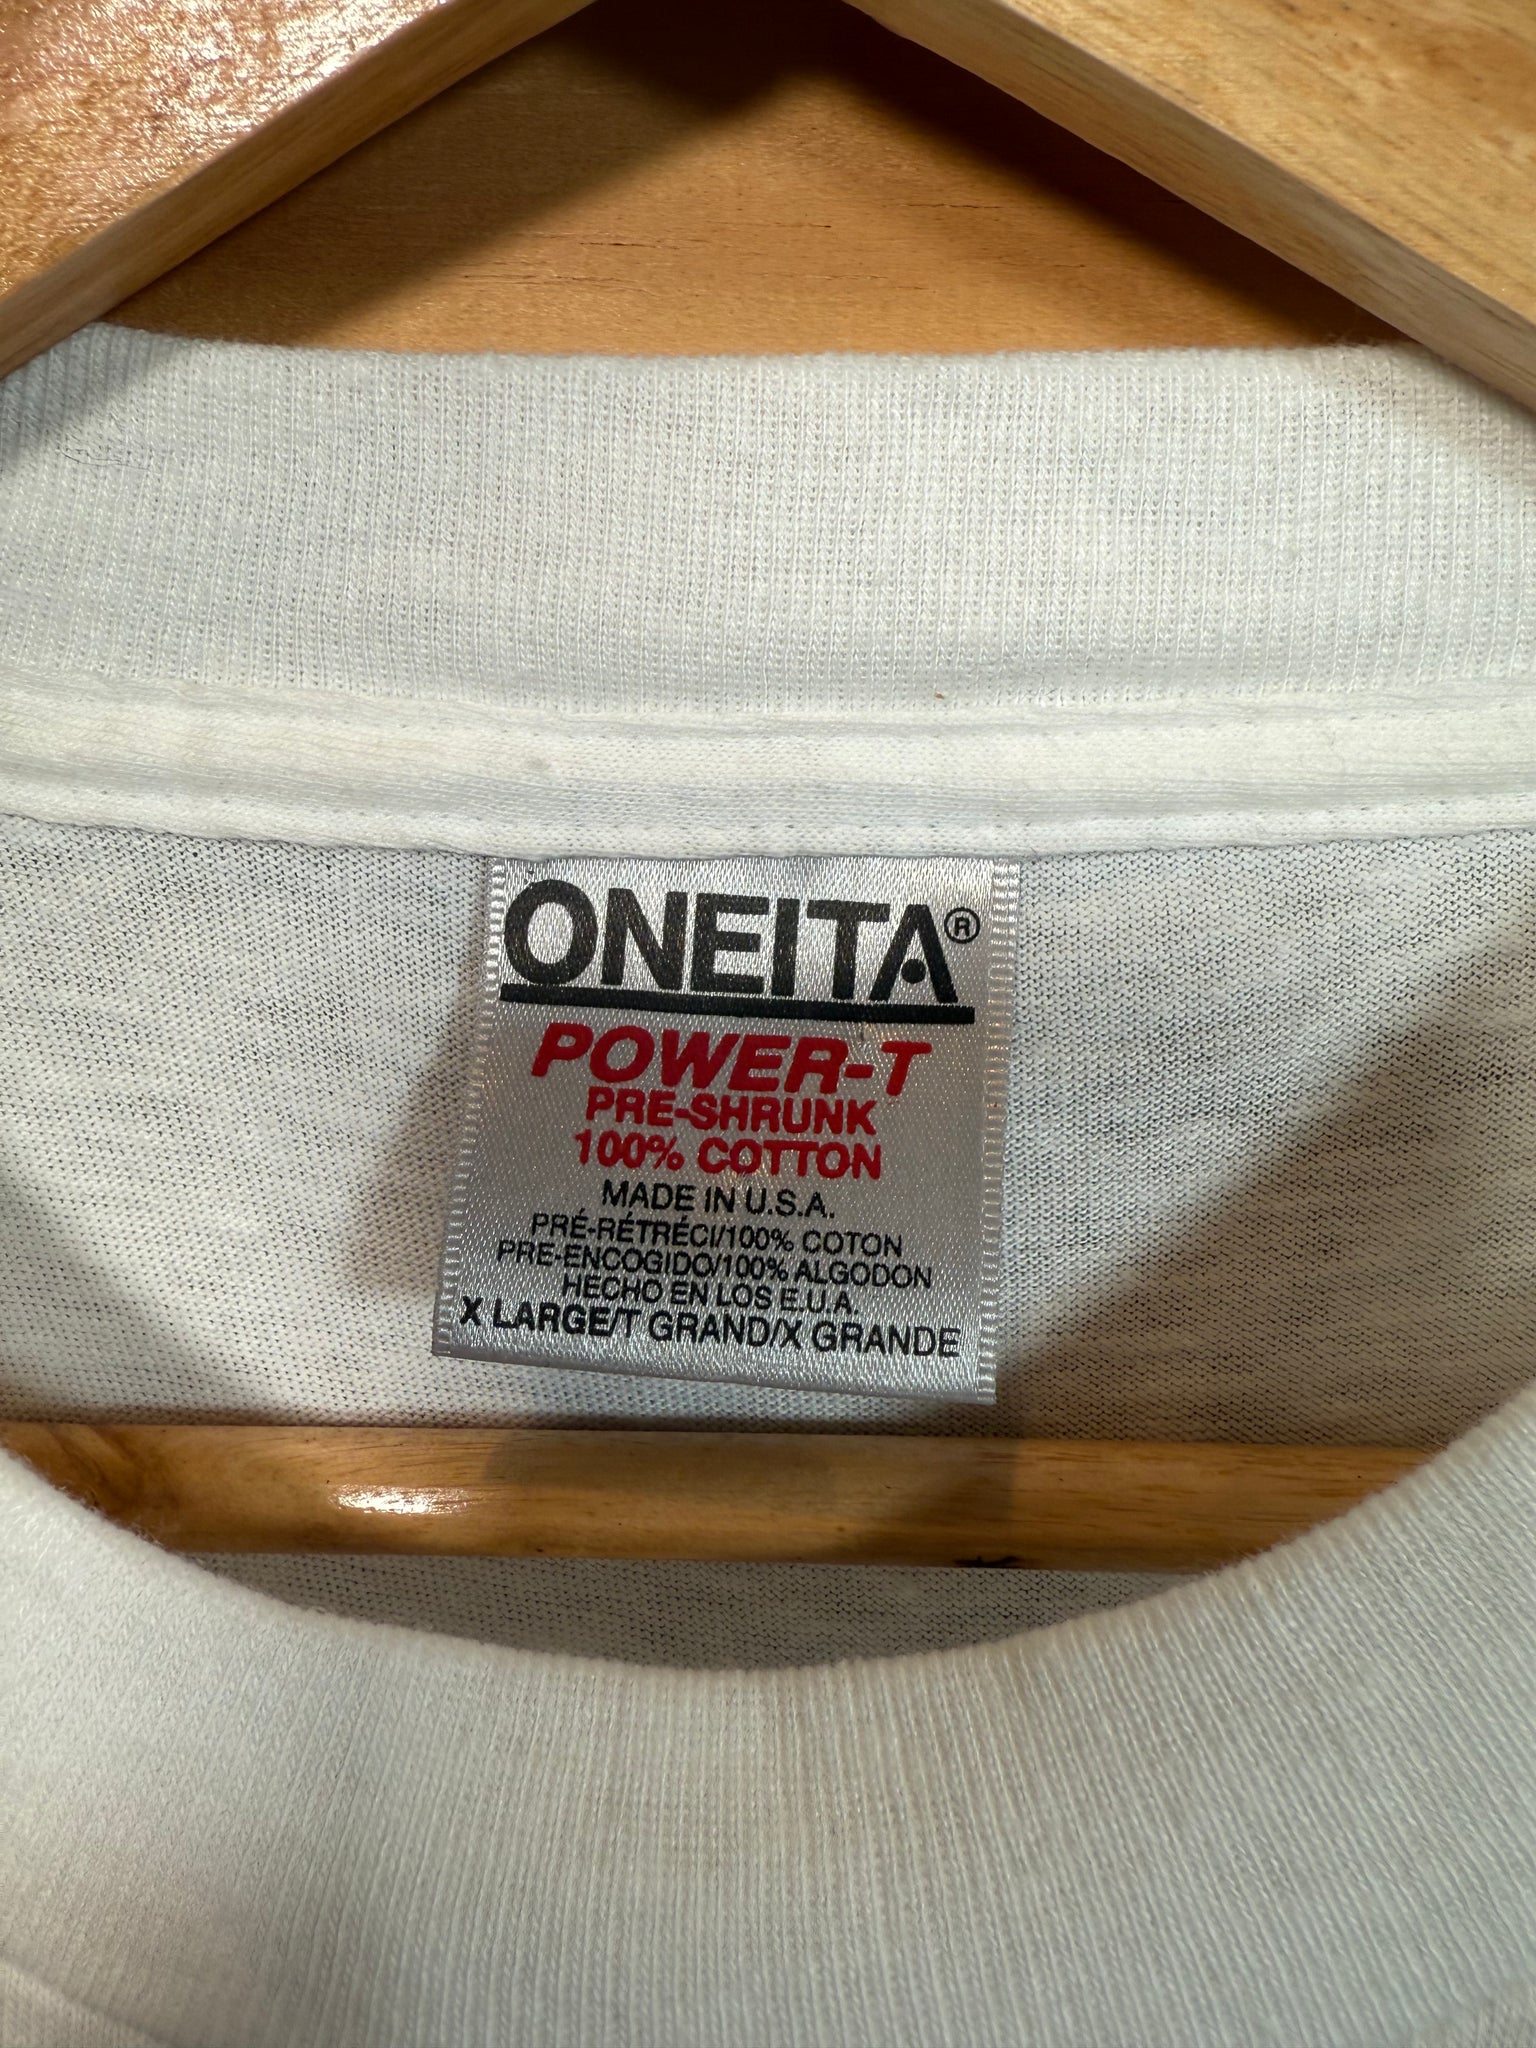 ONEITA®
POWER-T
PRE-SHRUNK
100% COTTON
MADE IN U.S.A.
PRÉ-RÉTRÉCI/100% COTON
PRE-ENCOGIDO/100% ALGODON
HECHO EN LOS E.U.A.
X LARGE/T GRAND/X GRANDE